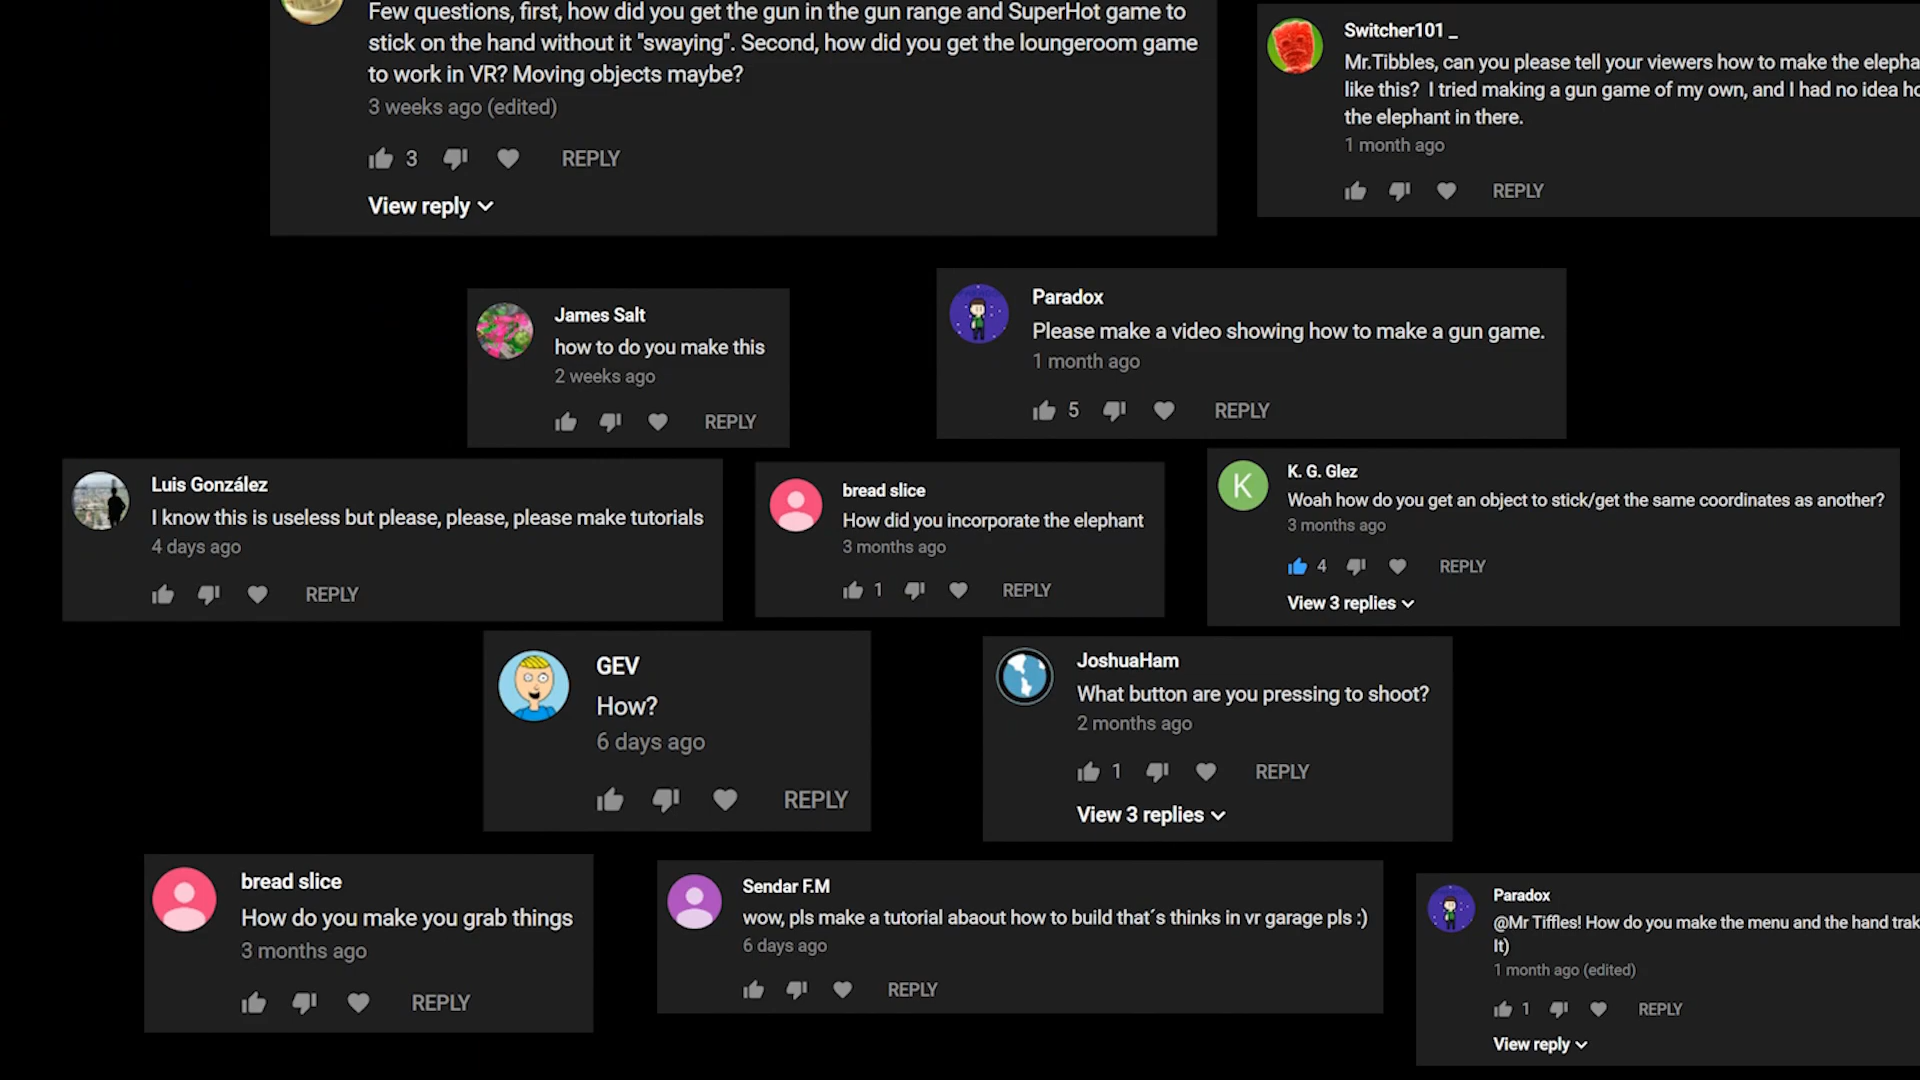 Few questions, first, how did you get the gun in the gun range and SuperHot game to
stick on the hand without it "swaying". Second, how did you get the loungeroom game
to work in VR? Moving objects maybe?
3 weeks ago (edited)
3 REPLY
View reply
Switcher101 _
Mr.Tibbles, can you please tell your viewers how to make the elepha
like this? I tried making a gun game of my own, and I had no idea ho
the elephant in there.
1 month ago
REPLY
James Salt
how to do you make this
2 weeks ago
REPLY
Paradox
Please make a video showing how to make a gun game.
1 month ago
5 REPLY
Luis González
I know this is useless but please, please, please make tutorials
4 days ago
REPLY
bread slice
How did you incorporate the elephant
3 months ago
1 REPLY
K
K. G. Glez
Woah how do you get an object to stick/get the same coordinates as another?
3 months ago
4 REPLY
View 3 replies
GEV
How?
6 days ago
REPLY
JoshuaHam
What button are you pressing to shoot?
2 months ago
1 REPLY
View 3 replies
bread slice
How do you make you grab things
3 months ago
REPLY
Sendar F.M
wow, pls make a tutorial abaout how to build that´s thinks in vr garage pls :)
6 days ago
REPLY
Paradox
@Mr Tiffles! How do you make the menu and the hand trak
It)
1 month ago (edited)
1 REPLY
View reply